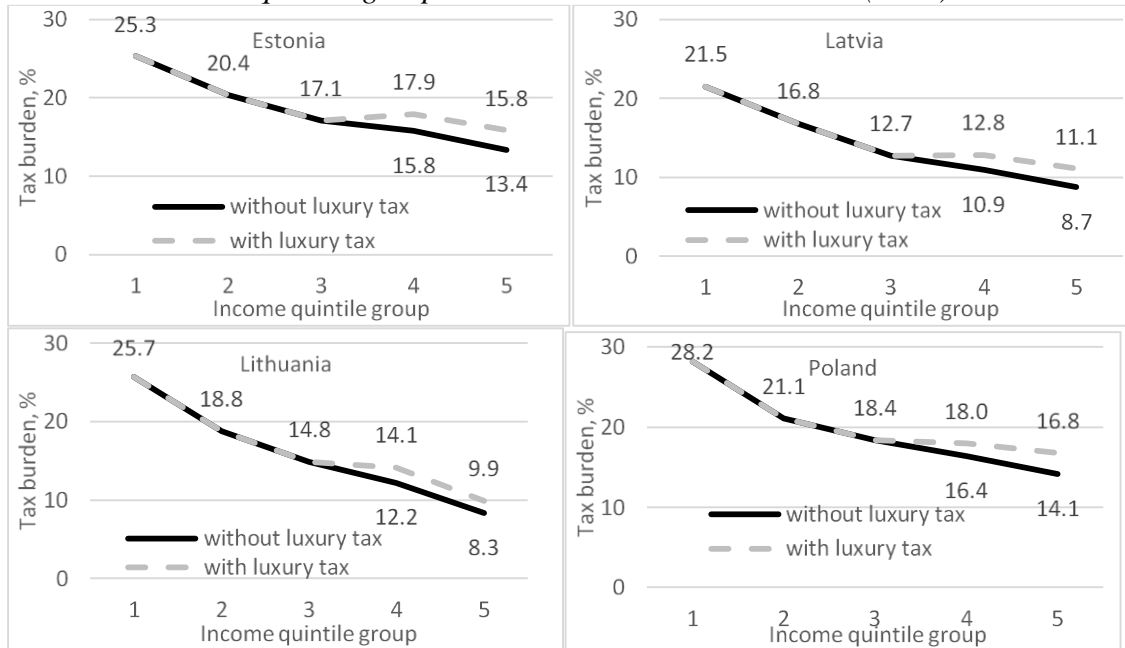 30
20
10
0
Tax burden, %
25.3
Estonia
20.4
17.1
17.9
15.8
15.8
13.4
without luxury tax
with luxury tax
1 2 3 4 5
Income quintile group
30
20
10
0
Tax burden, %
21.5
Latvia
16.8
12.7
12.8
11.1
10.9
8.7
without luxury tax
with luxury tax
1 2 3 4 5
Income quintile group
30
20
10
0
Tax burden, %
25.7
Lithuania
18.8
14.8
14.1
9.9
12.2
8.3
without luxury tax
with luxury tax
1 2 3 4 5
Income quintile group
30
20
10
0
Tax burden, %
28.2
Poland
21.1
18.4
18.0
16.8
16.4
14.1
without luxury tax
with luxury tax
1 2 3 4 5
Income quintile group